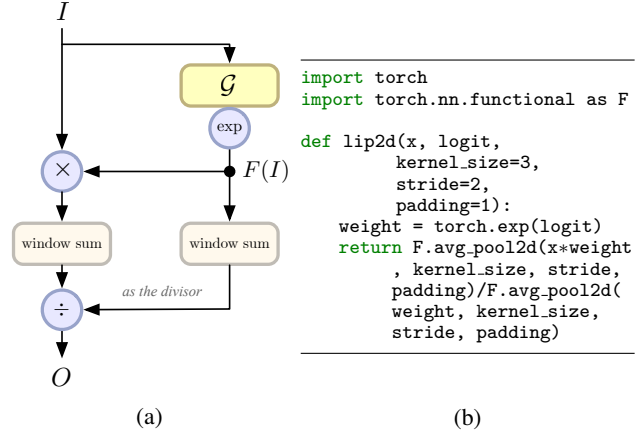 I
G
exp
×
F(I)
window sum
window sum
as the divisor
÷
O
(a)
import torch
import torch.nn.functional as F
def lip2d(x, logit,
kernel_size=3,
stride=2,
padding=1):
weight = torch.exp(logit)
return F.avg_pool2d(x*weight
, kernel_size, stride,
padding)/F.avg_pool2d(
weight, kernel_size,
stride, padding)
(b)